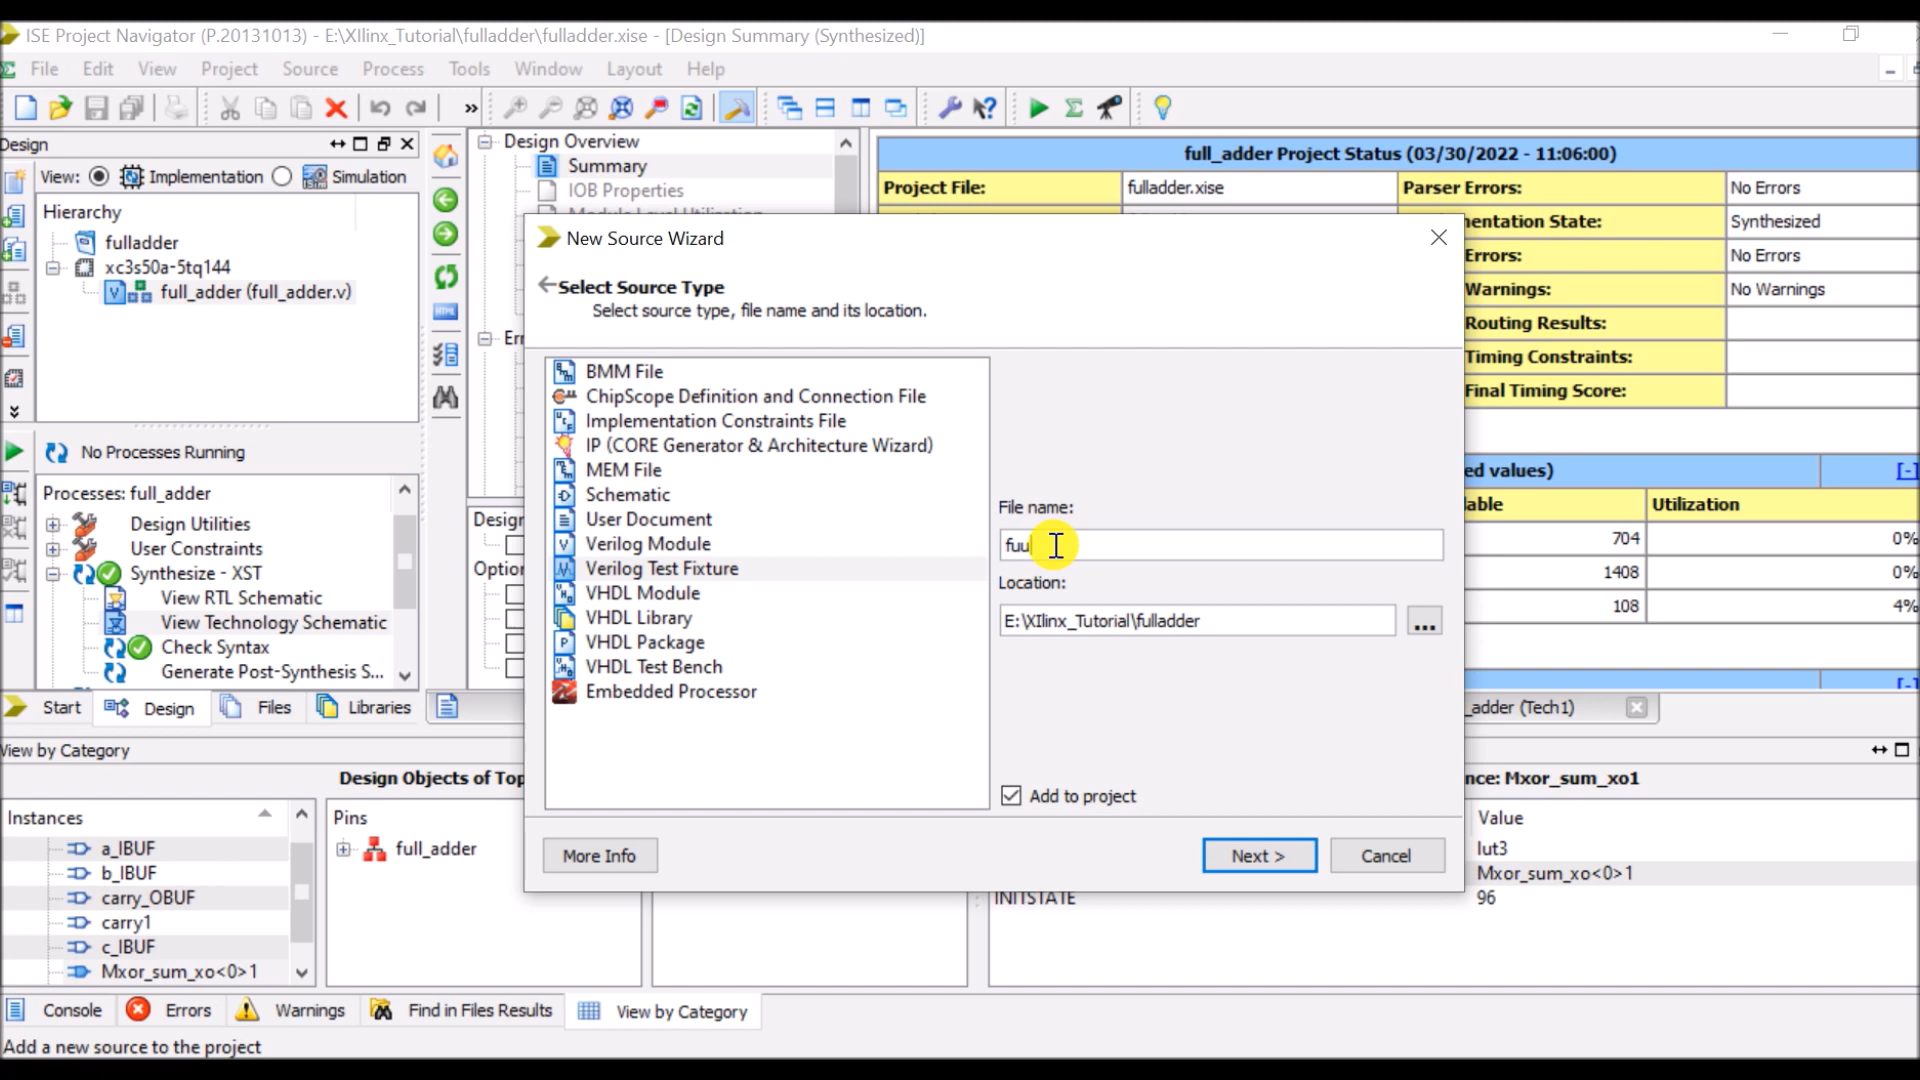 ISE Project Navigator (P.20131013) - E:\XIlinx_Tutorial\fulladder\fulladder.xise - [Design Summary (Synthesized)]
File Edit View Project Source Process Tools Window Layout Help
Design
View: Implementation Simulation
Hierarchy
fulladder
xc3s50a-5tq144
full_adder (full_adder.v)
No Processes Running
Processes: full_adder
Design Utilities
User Constraints
Synthesize - XST
View RTL Schematic
View Technology Schematic
Check Syntax
Generate Post-Synthesis S...
Start Design Files Libraries
Design Overview
Summary
IOB Properties
full_adder Project Status (03/30/2022 - 11:06:00)
Project File: fulladder.xise Parser Errors: No Errors
Synthesized
Errors: No Errors
Warnings: No Warnings
Routing Results:
Timing Constraints:
Final Timing Score:
ed values) [-]
Utilization
704 0%
1408 0%
108 4%
[-]
_adder (Tech1)
New Source Wizard
Select Source Type
Select source type, file name and its location.
BMM File
ChipScope Definition and Connection File
Implementation Constraints File
IP (CORE Generator & Architecture Wizard)
MEM File
Schematic
User Document
Verilog Module
Verilog Test Fixture
VHDL Module
VHDL Library
VHDL Package
VHDL Test Bench
Embedded Processor
File name:
fuu
Location:
E:\XIlinx_Tutorial\fulladder
...
Add to project
More Info Next > Cancel
View by Category
Design Objects of Top
Instances
a_IBUF
b_IBUF
carry_OBUF
carry1
c_IBUF
Mxor_sum_xo<0>1
Pins
full_adder
nce: Mxor_sum_xo1
Value
lut3
Mxor_sum_xo<0>1
INITSTATE 96
Console Errors Warnings Find in Files Results View by Category
Add a new source to the project